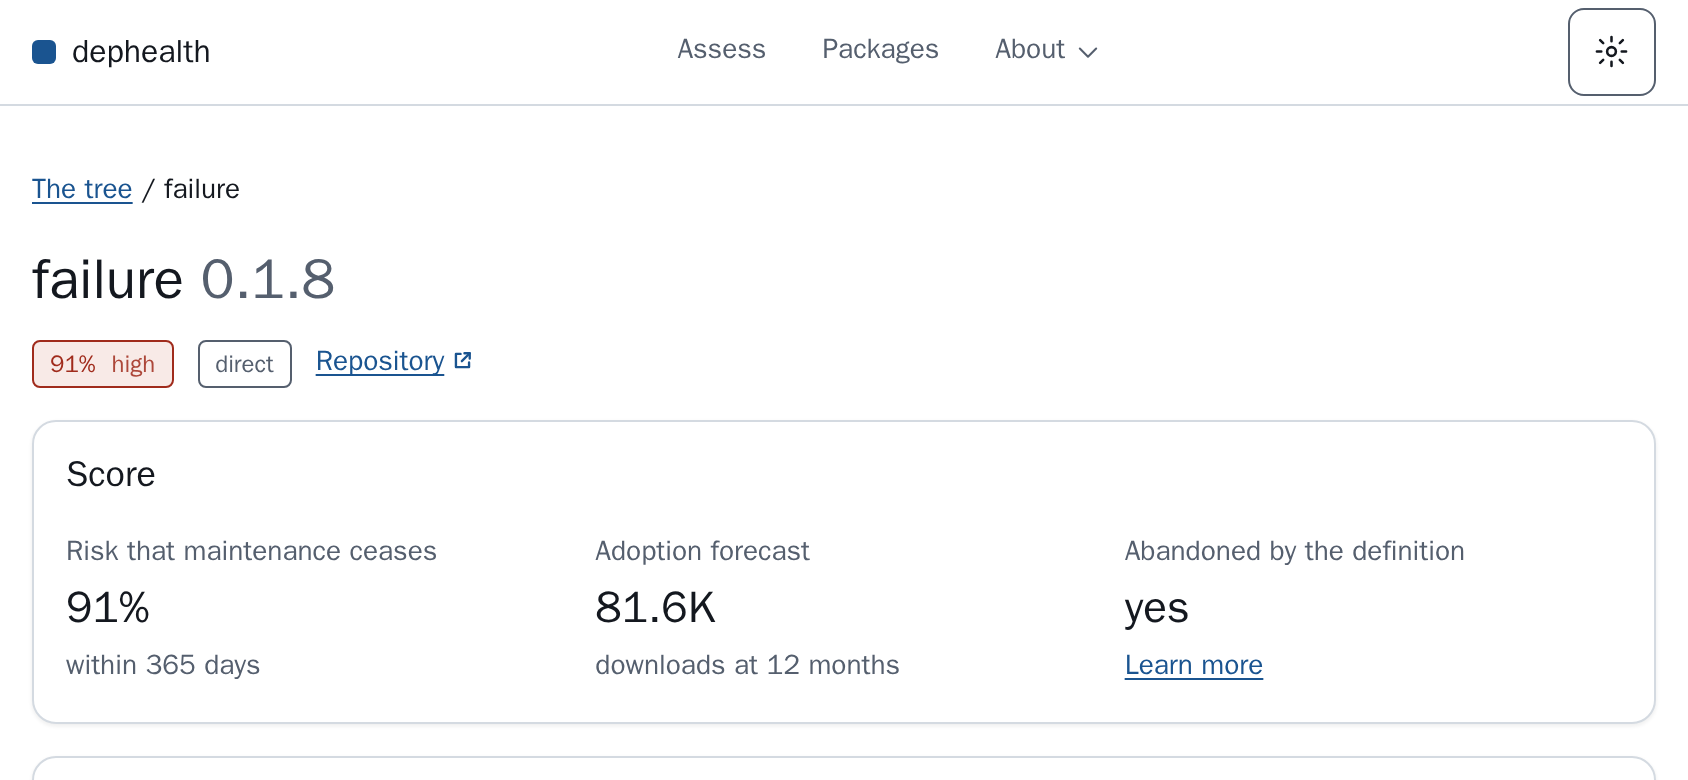 dephealth
Assess Packages About
The tree / failure
failure 0.1.8
91% high direct Repository
Score
Risk that maintenance ceases Adoption forecast Abandoned by the definition
91% 81.6K yes
within 365 days downloads at 12 months Learn more